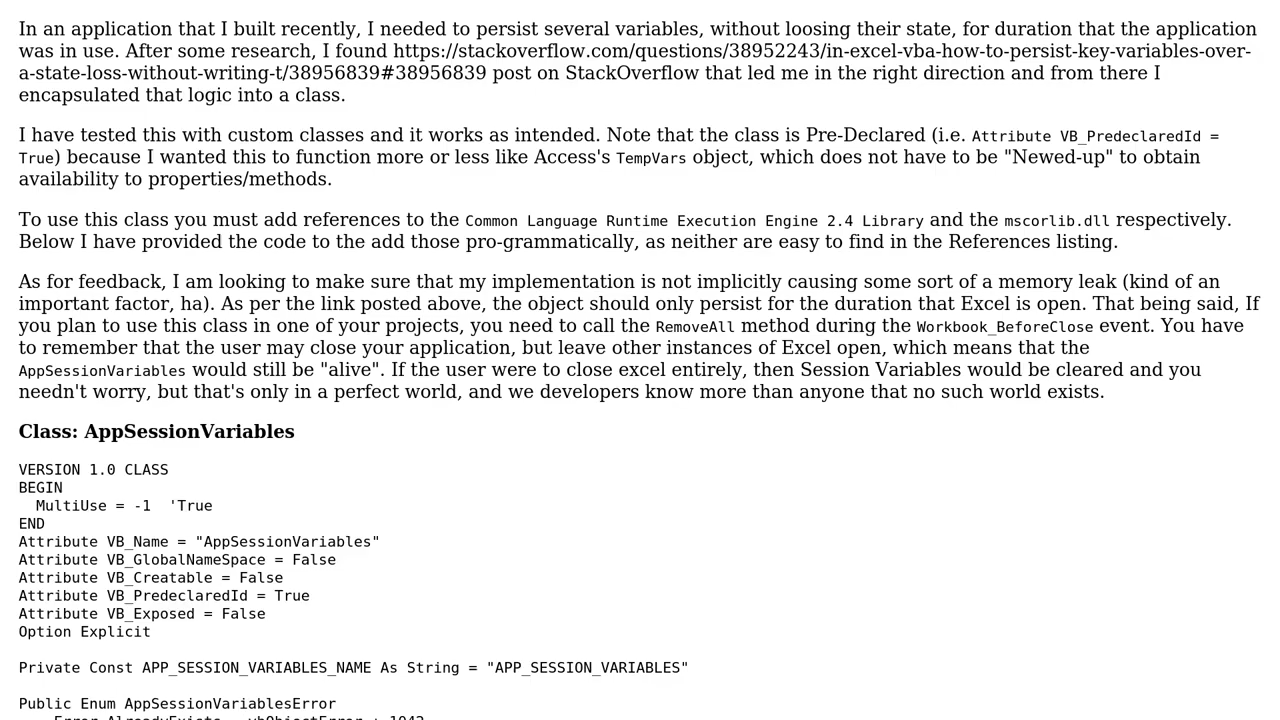 In an application that I built recently, I needed to persist several variables, without loosing their state, for duration that the application
was in use. After some research, I found https://stackoverflow.com/questions/38952243/in-excel-vba-how-to-persist-key-variables-over-
a-state-loss-without-writing-t/38956839#38956839 post on StackOverflow that led me in the right direction and from there I
encapsulated that logic into a class.
I have tested this with custom classes and it works as intended. Note that the class is Pre-Declared (i.e. Attribute VB_PredeclaredId =
True) because I wanted this to function more or less like Access's TempVars object, which does not have to be "Newed-up" to obtain
availability to properties/methods.
To use this class you must add references to the Common Language Runtime Execution Engine 2.4 Library and the mscorlib.dll respectively.
Below I have provided the code to the add those pro-grammatically, as neither are easy to find in the References listing.
As for feedback, I am looking to make sure that my implementation is not implicitly causing some sort of a memory leak (kind of an
important factor, ha). As per the link posted above, the object should only persist for the duration that Excel is open. That being said, If
you plan to use this class in one of your projects, you need to call the RemoveAll method during the Workbook_BeforeClose event. You have
to remember that the user may close your application, but leave other instances of Excel open, which means that the
AppSessionVariables would still be "alive". If the user were to close excel entirely, then Session Variables would be cleared and you
needn't worry, but that's only in a perfect world, and we developers know more than anyone that no such world exists.
Class: AppSessionVariables
VERSION 1.0 CLASS
BEGIN
  MultiUse = -1  'True
END
Attribute VB_Name = "AppSessionVariables"
Attribute VB_GlobalNameSpace = False
Attribute VB_Creatable = False
Attribute VB_PredeclaredId = True
Attribute VB_Exposed = False
Option Explicit
Private Const APP_SESSION_VARIABLES_NAME As String = "APP_SESSION_VARIABLES"
Public Enum AppSessionVariablesError
    Error_AlreadyExists = vbObjectError + 1042